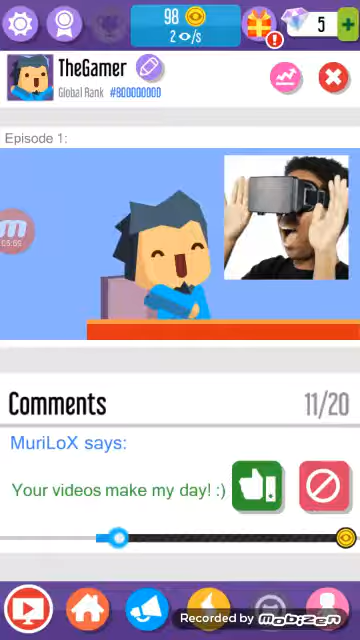 98
2 /s
5
TheGamer
Global Rank #800000000
Episode 1:
Comments 11/20
MuriLoX says:
Your videos make my day! :)
Recorded by mobizen